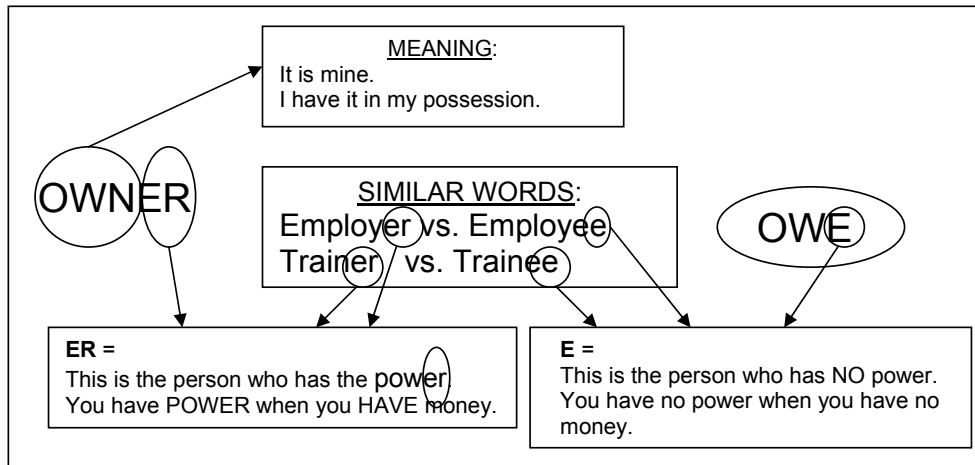 MEANING:
It is mine.
I have it in my possession.
OWNER
SIMILAR WORDS:
Employer vs. Employee
Trainer vs. Trainee
OWE
ER =
This is the person who has the power.
You have POWER when you HAVE money.
E =
This is the person who has NO power.
You have no power when you have no
money.